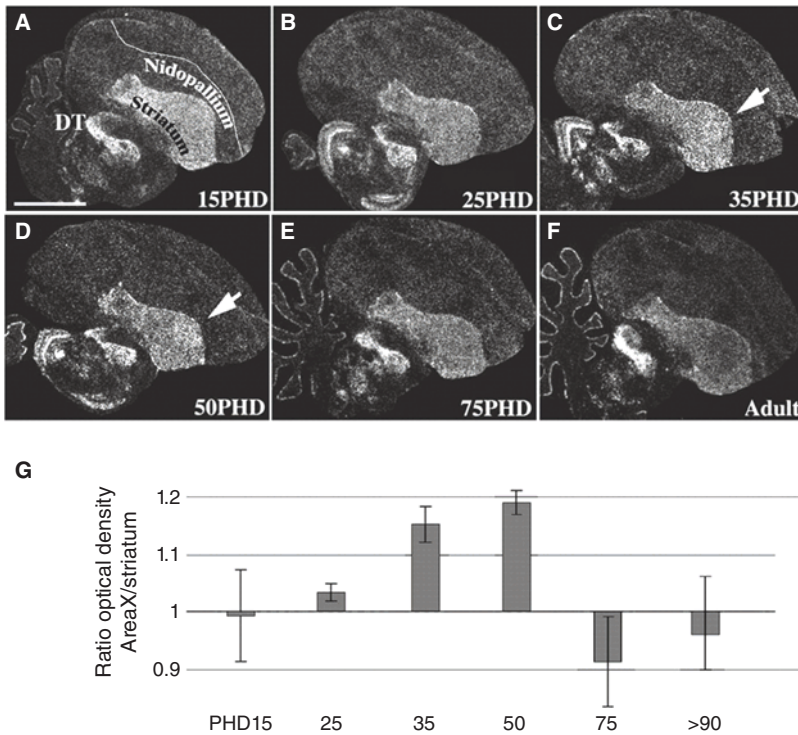 A
B
C
Nidopallium
Striatum
DT
15PHD
25PHD
35PHD
D
E
F
50PHD
75PHD
Adult
G
Ratio optical density
AreaX/striatum
1.2
1.1
1
0.9
PHD15 25 35 50 75 >90